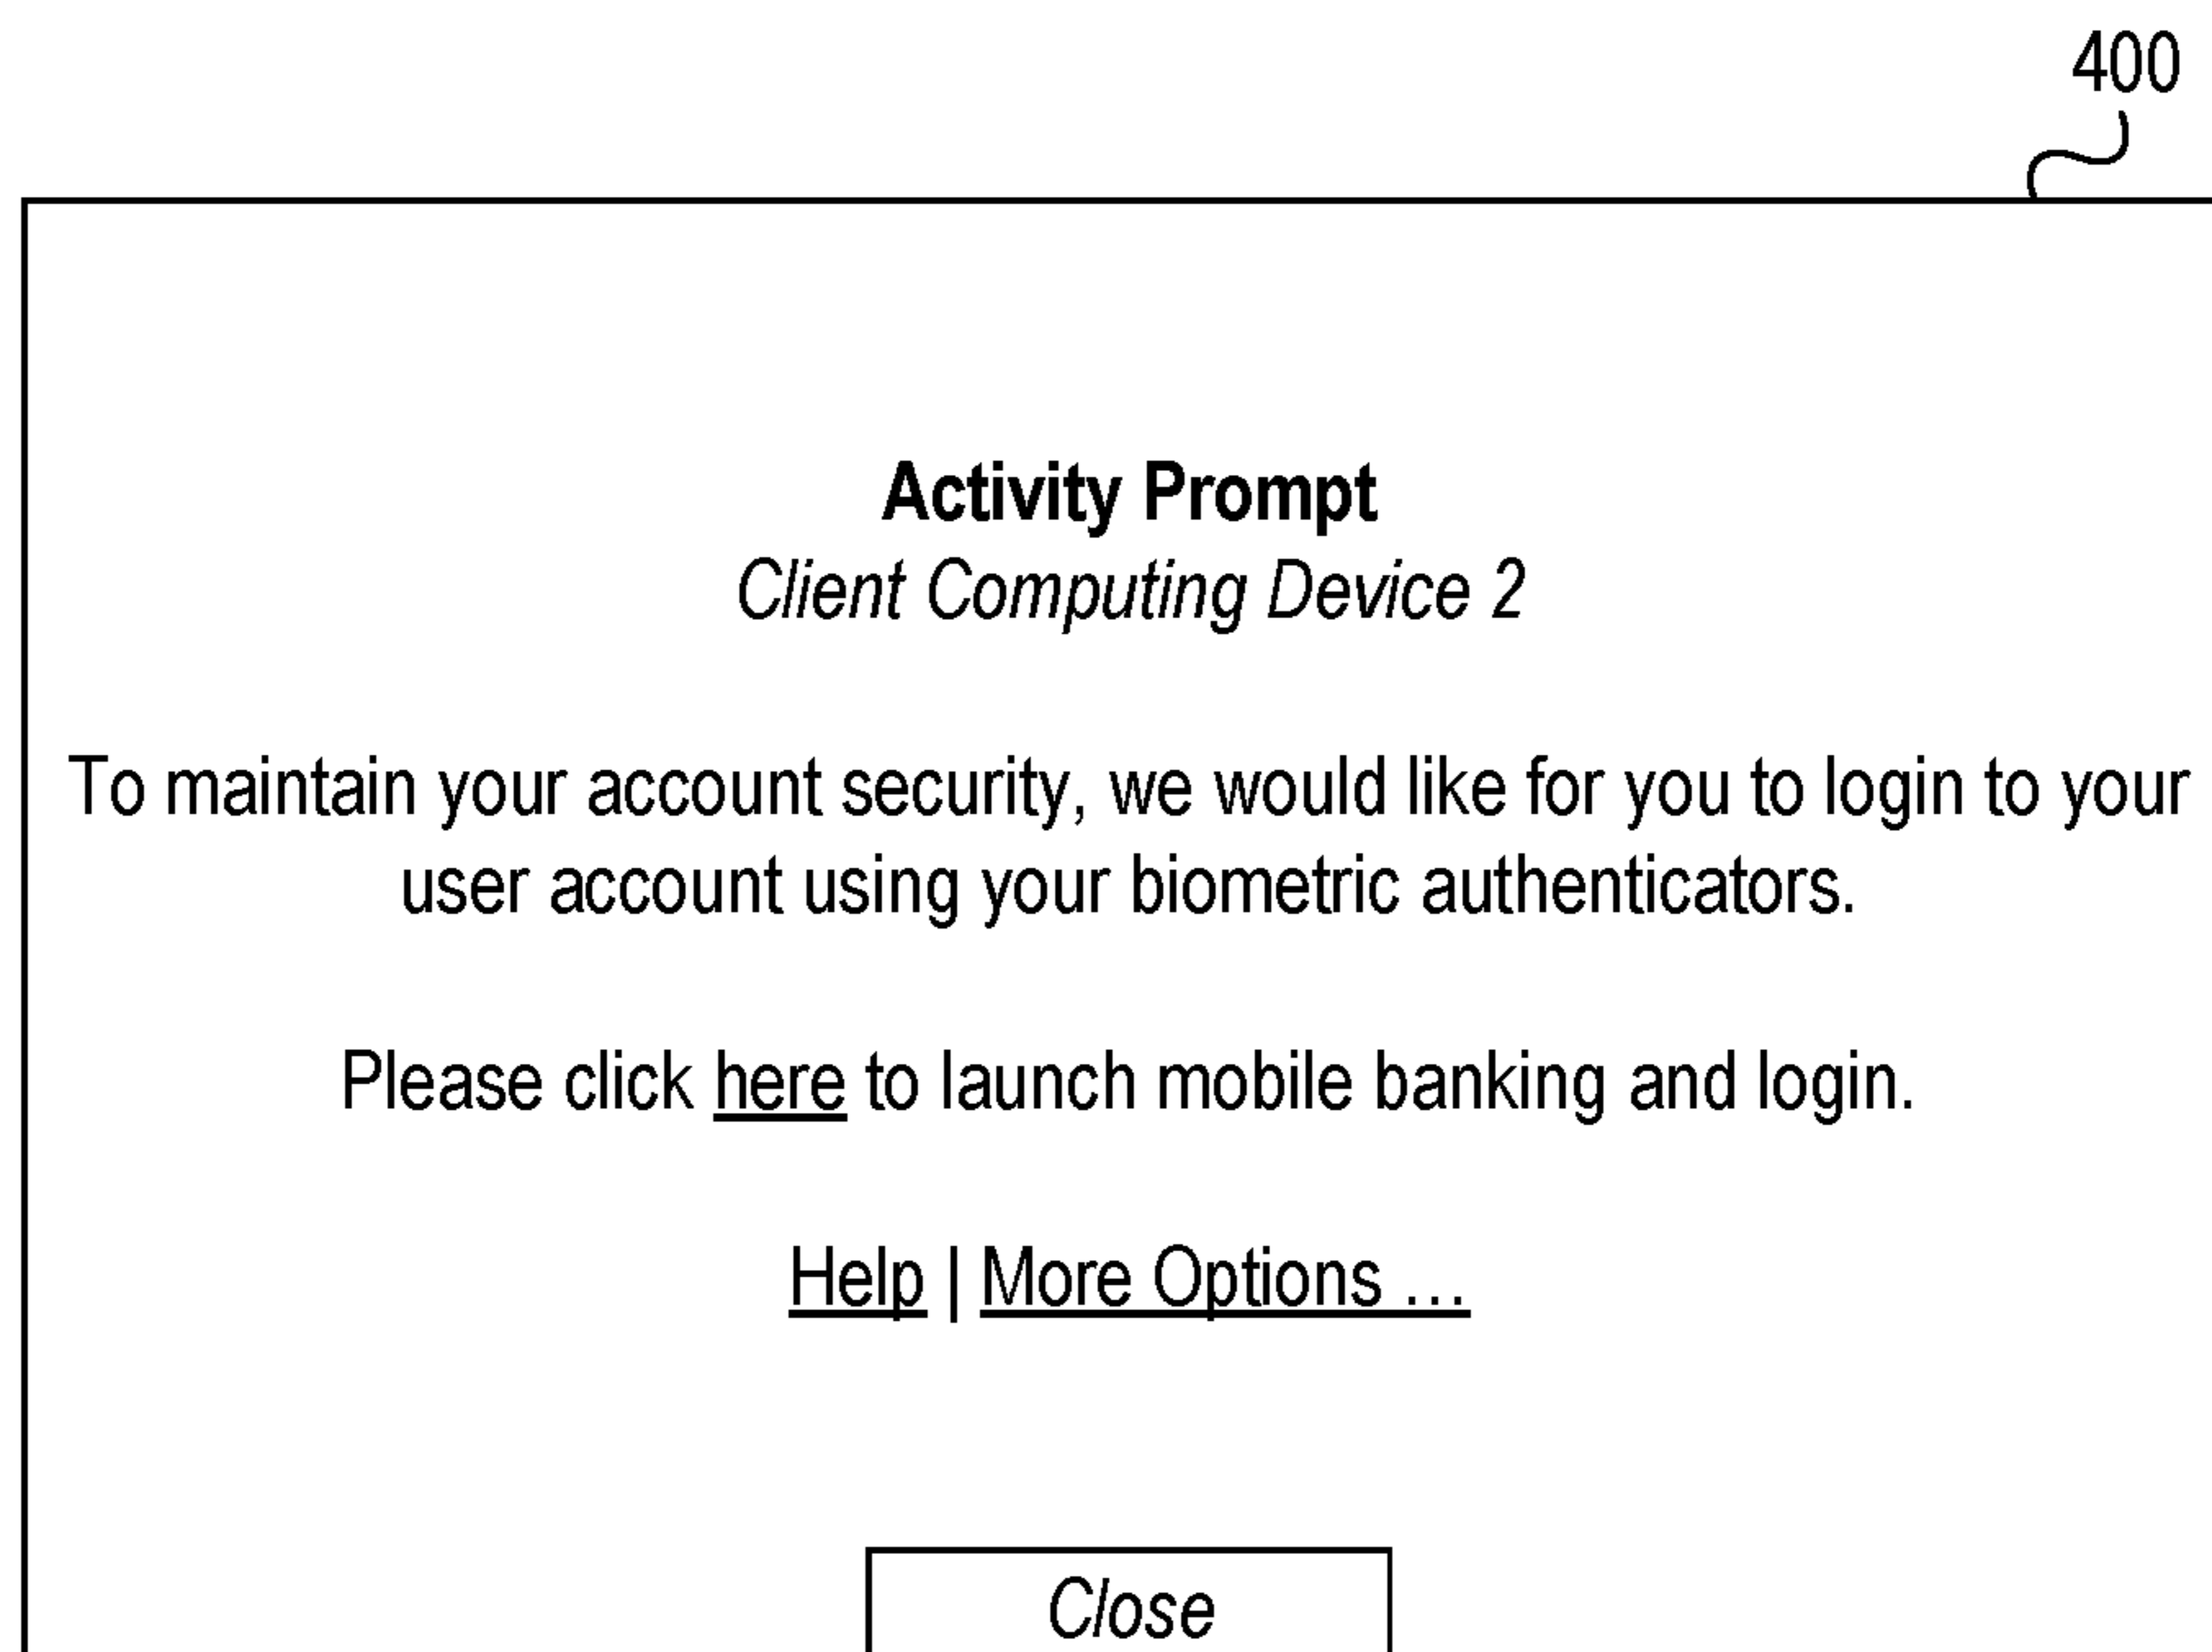 400
Activity Prompt
Client Computing Device 2
To maintain your account security, we would like for you to login to your
user account using your biometric authenticators.
Please click here to launch mobile banking and login.
Help | More Options ...
Close